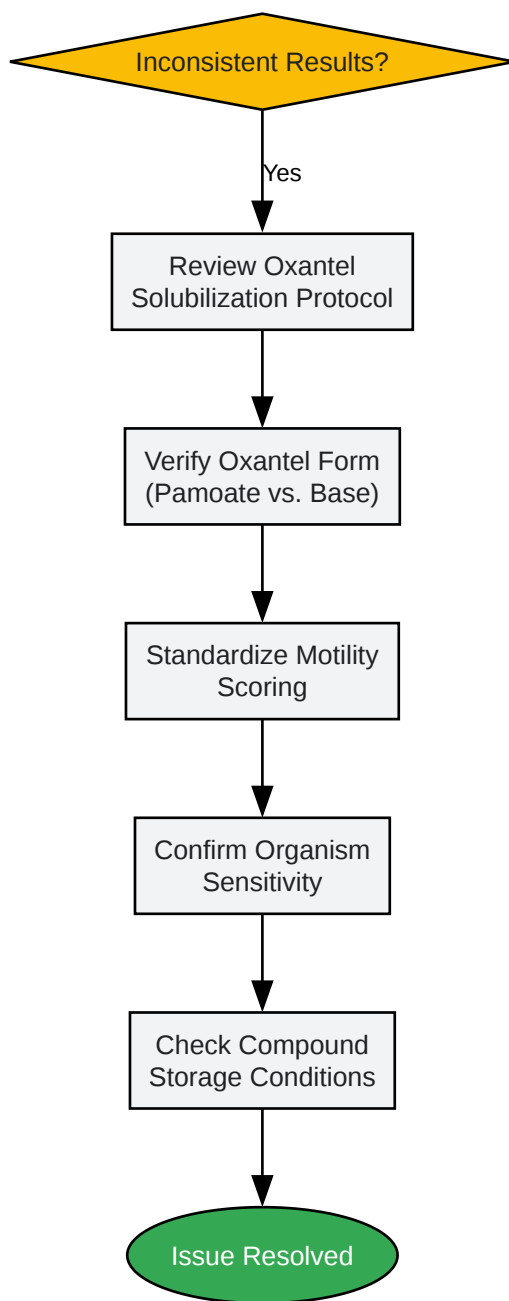 Inconsistent Results?
Yes
Review Oxantel
Solubilization Protocol
Verify Oxantel Form
(Pamoate vs. Base)
Standardize Motility
Scoring
Confirm Organism
Sensitivity
Check Compound
Storage Conditions
Issue Resolved